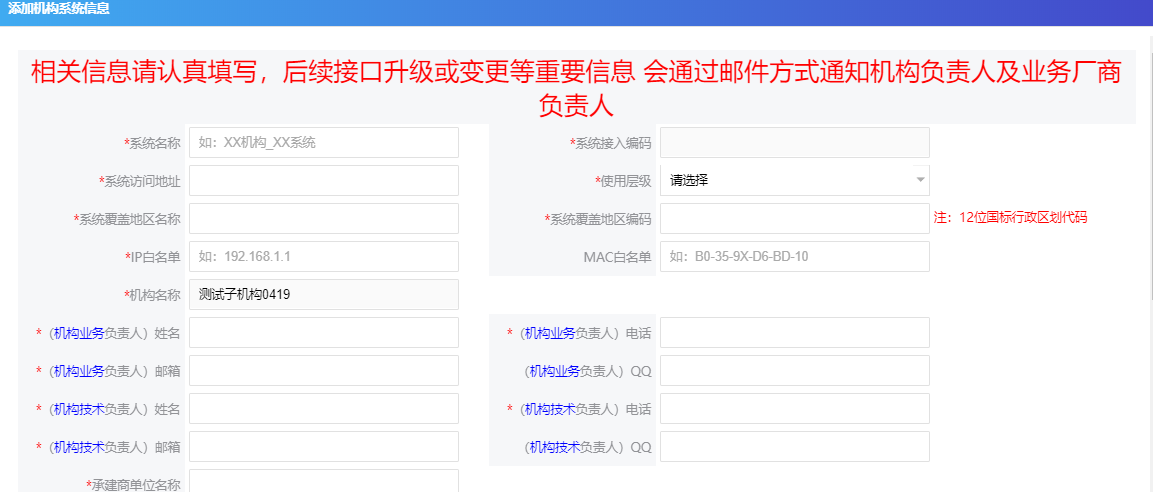 添加机构系统信息
相关信息请认真填写，后续接口升级或变更等重要信息 会通过邮件方式通知机构负责人及业务厂商
负责人
*系统名称 如：XX机构_XX系统 *系统接入编码
*系统访问地址 *使用层级 请选择
*系统覆盖地区名称 *系统覆盖地区编码 注：12位国标行政区划代码
*IP白名单 如：192.168.1.1 MAC白名单 如：B0-35-9X-D6-BD-10
*机构名称 测试子机构0419
*（机构业务负责人）姓名 *（机构业务负责人）电话
*（机构业务负责人）邮箱 （机构业务负责人）QQ
*（机构技术负责人）姓名 *（机构技术负责人）电话
*（机构技术负责人）邮箱 （机构技术负责人）QQ
*承建商单位名称